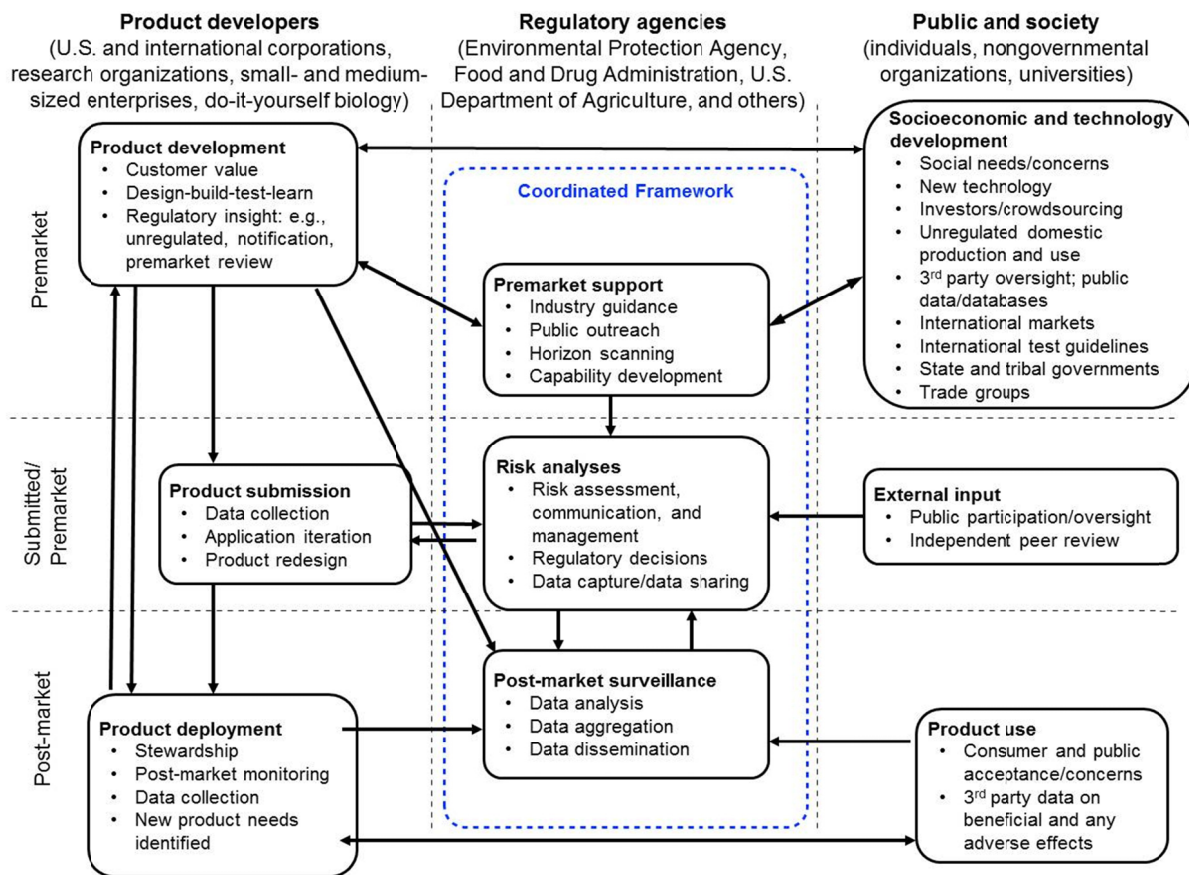 Product developers
(U.S. and international corporations,
research organizations, small- and medium-
sized enterprises, do-it-yourself biology)
Regulatory agencies
(Environmental Protection Agency,
Food and Drug Administration, U.S.
Department of Agriculture, and others)
Public and society
(individuals, nongovernmental
organizations, universities)
Premarket
Product development
• Customer value
• Design-build-test-learn
• Regulatory insight: e.g.,
unregulated, notification,
premarket review
Coordinated Framework
Premarket support
• Industry guidance
• Public outreach
• Horizon scanning
• Capability development
Socioeconomic and technology
development
• Social needs/concerns
• New technology
• Investors/crowdsourcing
• Unregulated domestic
production and use
• 3rd party oversight; public
data/databases
• International markets
• International test guidelines
• State and tribal governments
• Trade groups
Submitted/
Premarket
Product submission
• Data collection
• Application iteration
• Product redesign
Risk analyses
• Risk assessment,
communication, and
management
• Regulatory decisions
• Data capture/data sharing
External input
• Public participation/oversight
• Independent peer review
Post-market
Product deployment
• Stewardship
• Post-market monitoring
• Data collection
• New product needs
identified
Post-market surveillance
• Data analysis
• Data aggregation
• Data dissemination
Product use
• Consumer and public
acceptance/concerns
• 3rd party data on
beneficial and any
adverse effects